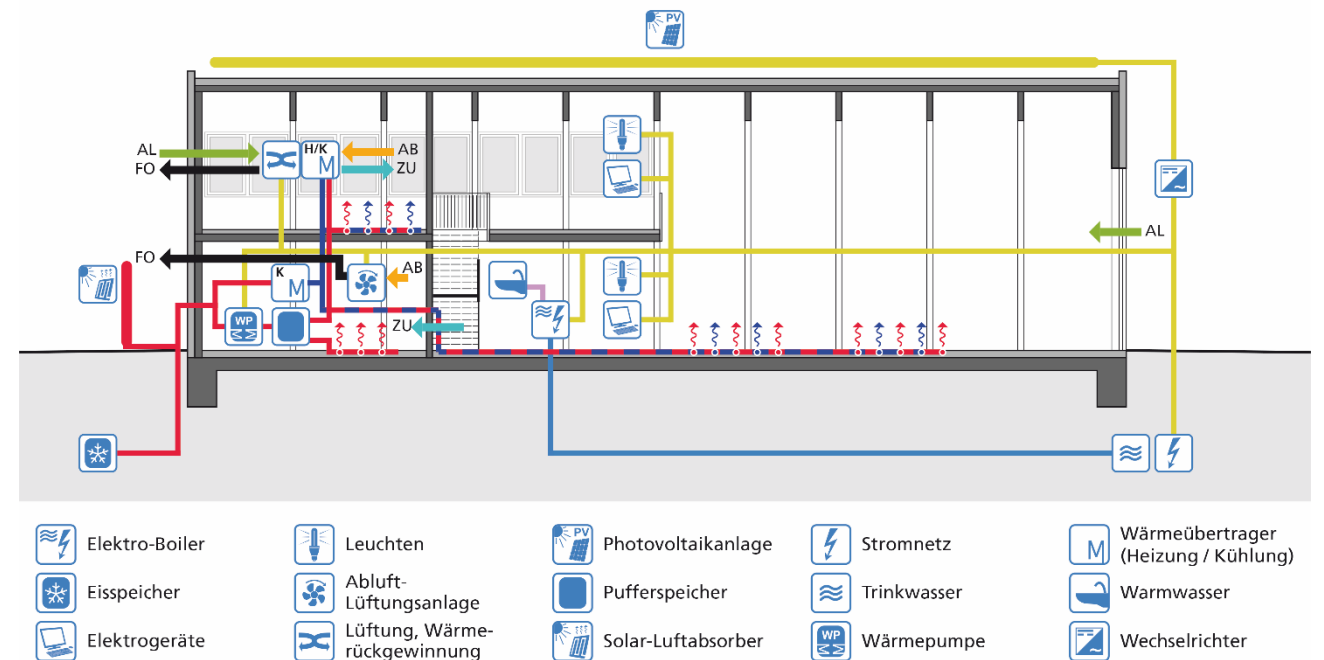 PV
AL
FO
H/K
M
AB
ZU
AL
FO
AB
K
M
WP
ZU
Elektro-Boiler
Leuchten
PV
Photovoltaikanlage
Stromnetz
M
Wärmeübertrager
(Heizung / Kühlung)
Eisspeicher
Abluft-
Lüftungsanlage
Pufferspeicher
Trinkwasser
Warmwasser
Elektrogeräte
Lüftung, Wärme-
rückgewinnung
Solar-Luftabsorber
WP
Wärmepumpe
Wechselrichter